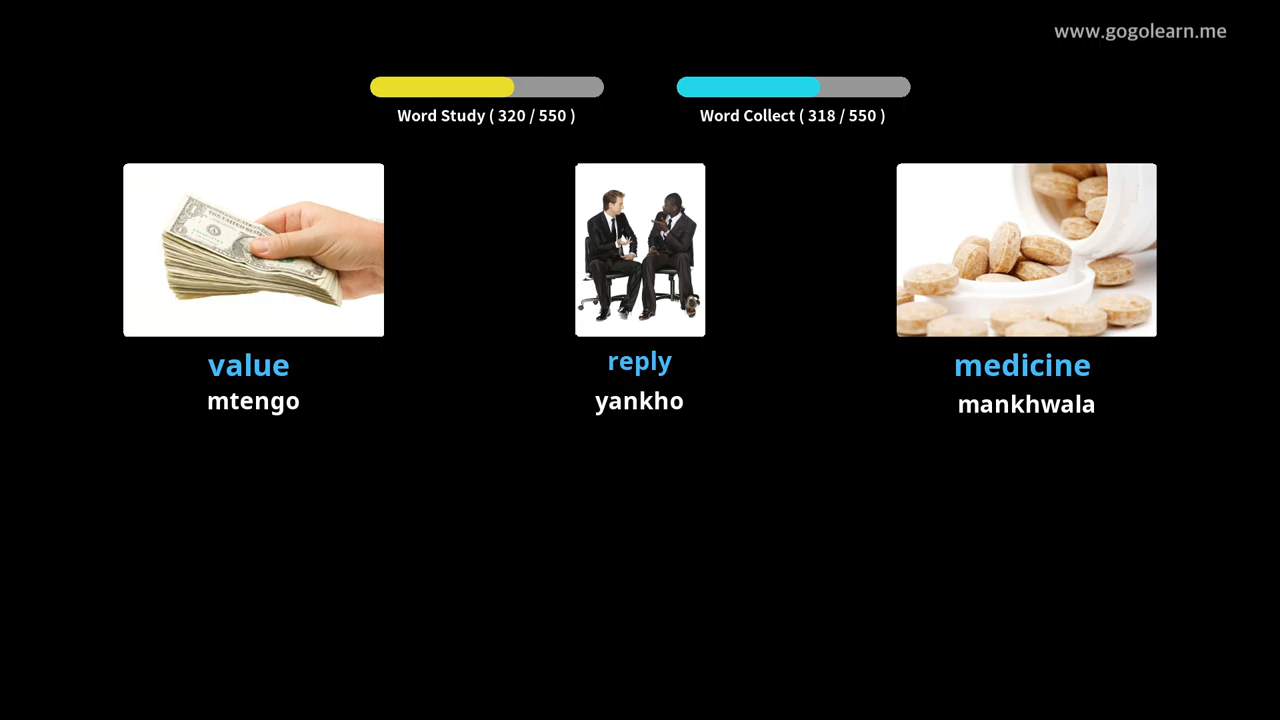 www.gogolearn.me
Word Study ( 320 / 550 )
Word Collect ( 318 / 550 )
value
mtengo
reply
yankho
medicine
mankhwala